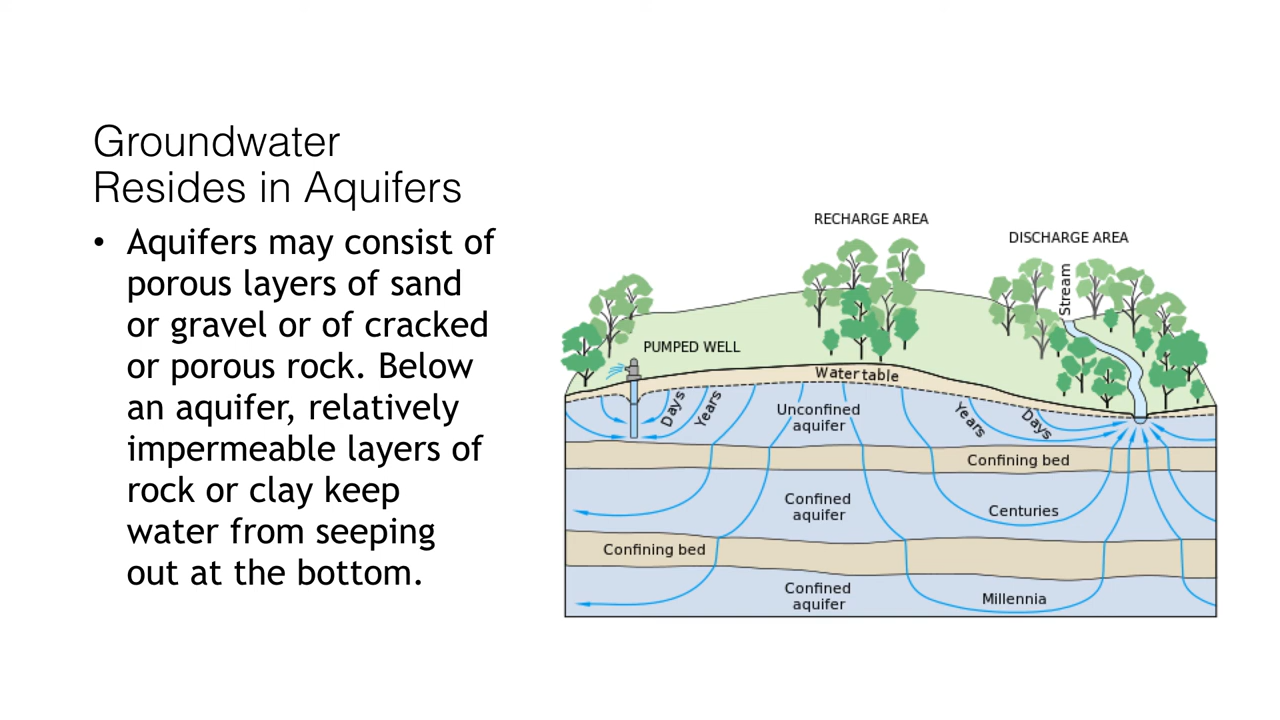 Groundwater
Resides in Aquifers
• Aquifers may consist of
porous layers of sand
or gravel or of cracked
or porous rock. Below
an aquifer, relatively
impermeable layers of
rock or clay keep
water from seeping
out at the bottom.
RECHARGE AREA
DISCHARGE AREA
Stream
PUMPED WELL
Water table
Days
Years
Unconfined
aquifer
Years
Days
Confining bed
Confined
aquifer
Centuries
Confining bed
Confined
aquifer
Millennia